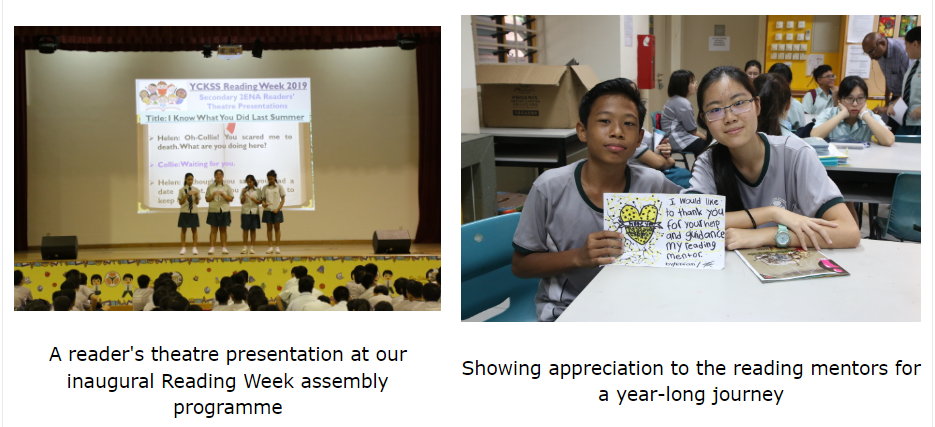 YCKSS Reading Week 2019
Secondary 1ENA Readers'
Theatre Presentations
Title: I Know What You Did Last Summer
Helen: Oh-Collie! You scared me to
death. What are you doing here?
Collie: Waiting for you.
Helen:
date
keep
A reader's theatre presentation at our
inaugural Reading Week assembly
programme
I would like
to thank you
for your help
and guidance
my reading
mentor.
Showing appreciation to the reading mentors for
a year-long journey